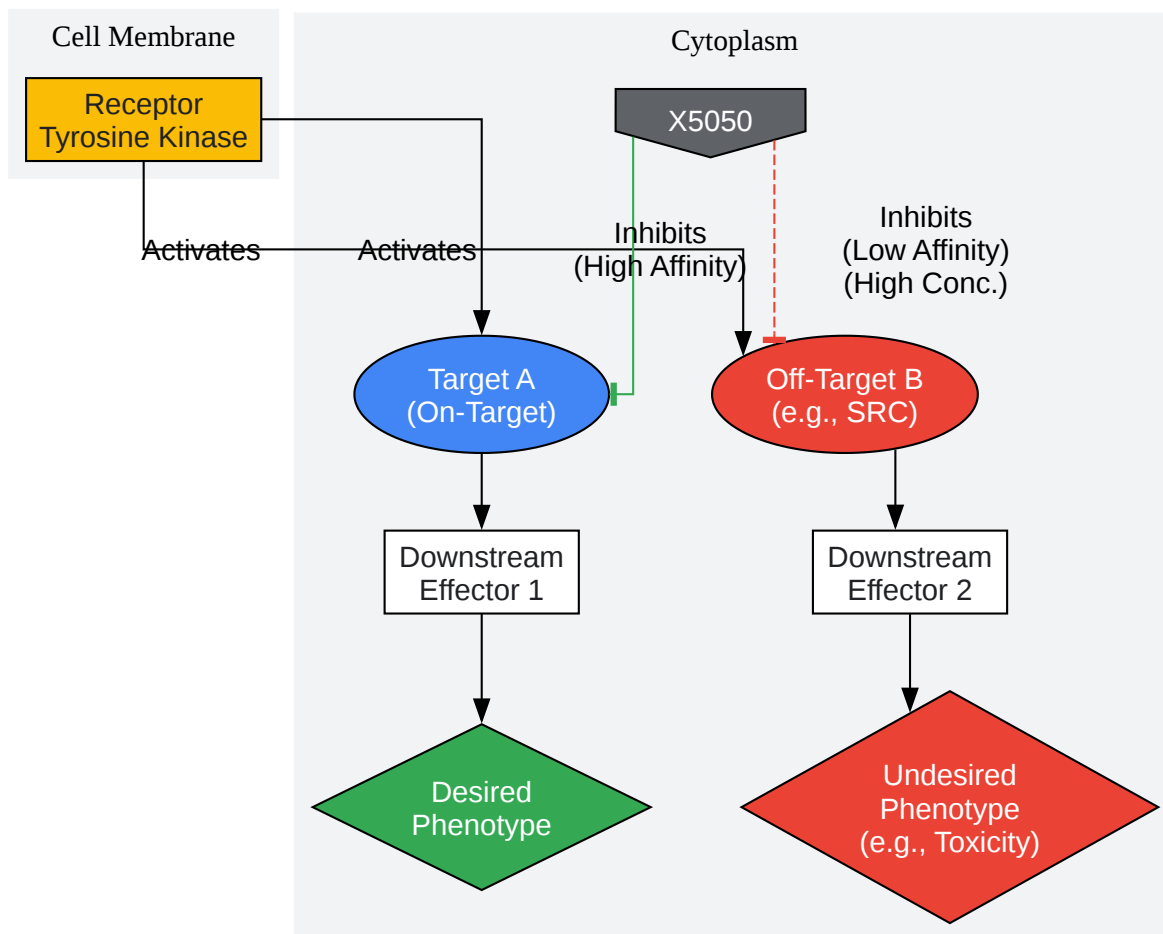 Cell Membrane
Cytoplasm
Receptor
Tyrosine Kinase
X5050
Activates
Activates
Inhibits
(High Affinity)
Inhibits
(Low Affinity)
(High Conc.)
Target A
(On-Target)
Off-Target B
(e.g., SRC)
Downstream
Effector 1
Downstream
Effector 2
Desired
Phenotype
Undesired
Phenotype
(e.g., Toxicity)